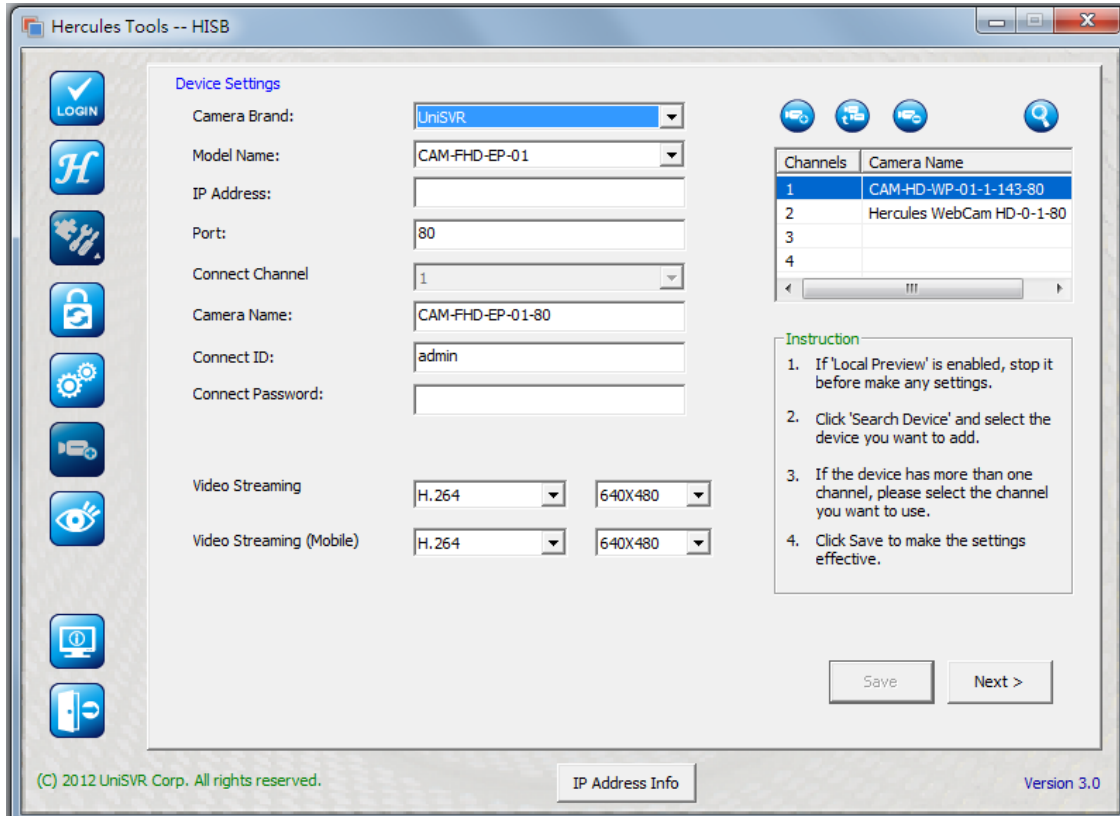 Hercules Tools -- HISB
LOGIN
H
Device Settings
Camera Brand: UniSVR
Model Name: CAM-FHD-EP-01
IP Address:
Port: 80
Connect Channel 1
Camera Name: CAM-FHD-EP-01-80
Connect ID: admin
Connect Password:
Video Streaming H.264 640X480
Video Streaming (Mobile) H.264 640X480
Channels Camera Name
1 CAM-HD-WP-01-1-143-80
2 Hercules WebCam HD-0-1-80
3
4
Instruction
1. If 'Local Preview' is enabled, stop it
before make any settings.
2. Click 'Search Device' and select the
device you want to add.
3. If the device has more than one
channel, please select the channel
you want to use.
4. Click Save to make the settings
effective.
Save Next >
(C) 2012 UniSVR Corp. All rights reserved. IP Address Info Version 3.0